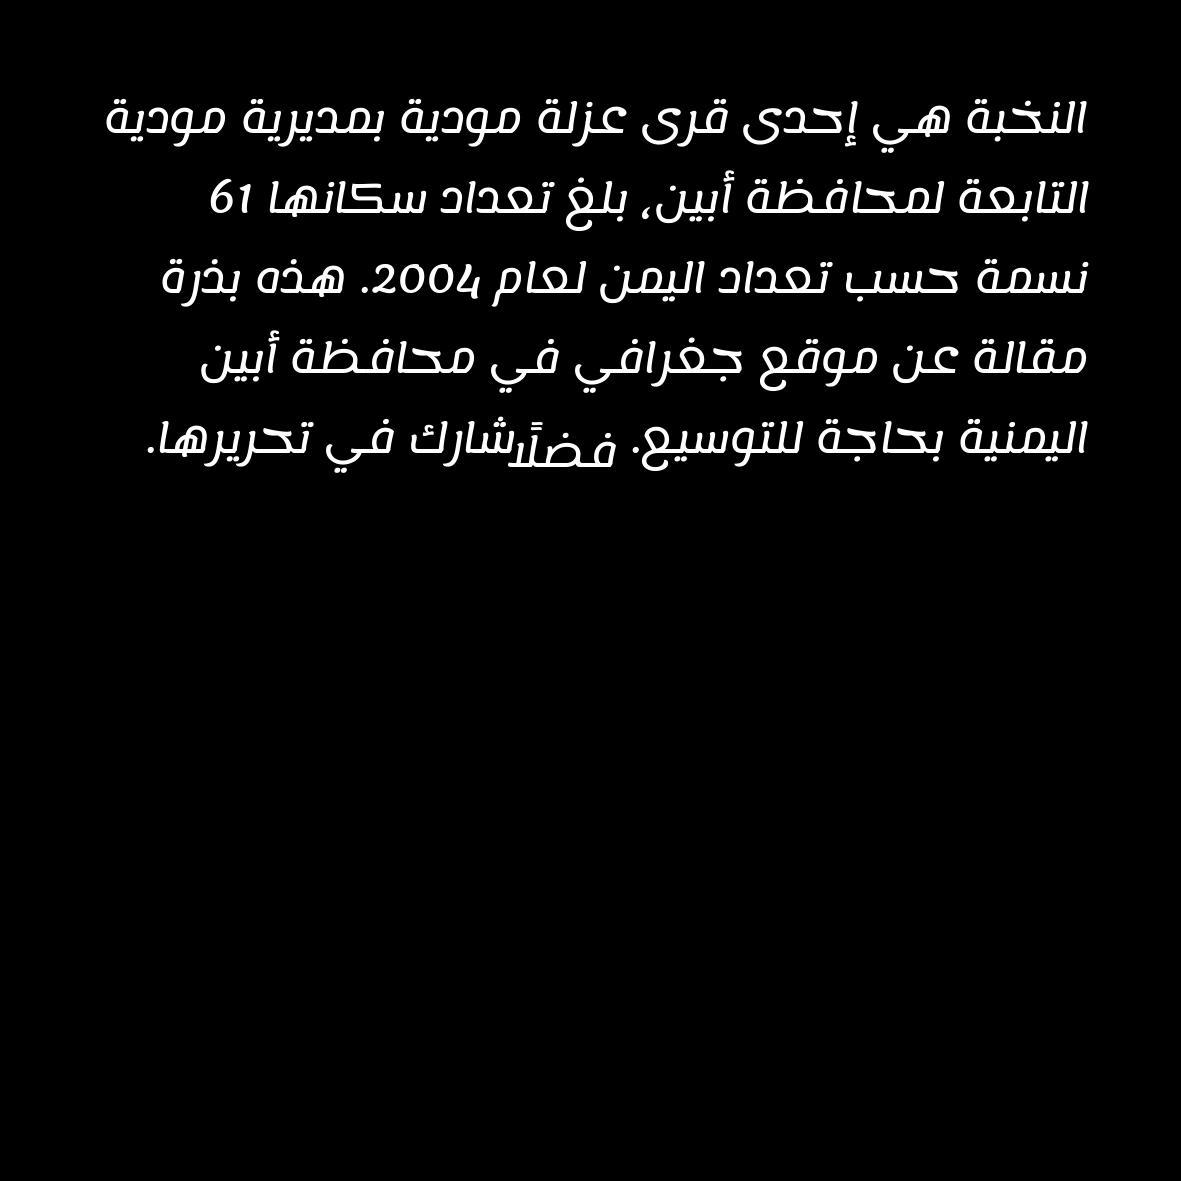 النخبة هي إحدى قرى عزلة مودية بمديرية مودية
التابعة لمحافظة أبين، بلغ تعداد سكانها 61
نسمة حسب تعداد اليمن لعام 2004. هذه بذرة
مقالة عن موقع جغرافي في محافظة أبين
اليمنية بحاجة للتوسيع. فضلًا شارك في تحريرها.